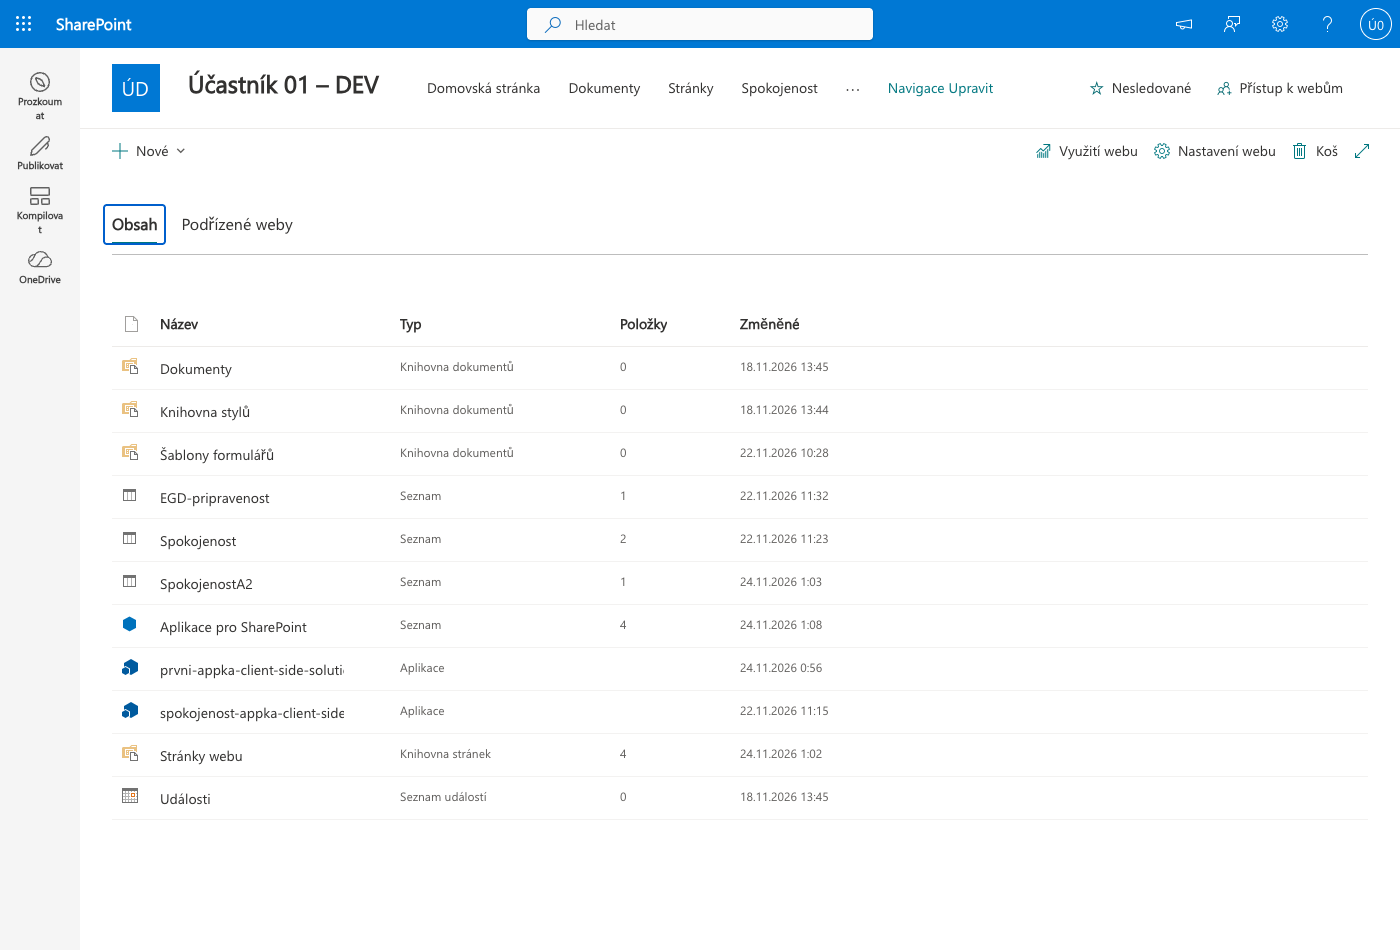 SharePoint
Hledat
Ú0
Prozkoum
at
Publikovat
Kompilova
t
OneDrive
ÚD
Účastník 01 – DEV
Domovská stránka
Dokumenty
Stránky
Spokojenost
...
Navigace Upravit
Nesledované
Přístup k webům
Nové
Využití webu
Nastavení webu
Koš
Obsah
Podřízené weby
Název Typ Položky Změněné
Dokumenty Knihovna dokumentů 0 18.11.2026 13:45
Knihovna stylů Knihovna dokumentů 0 18.11.2026 13:44
Šablony formulářů Knihovna dokumentů 0 22.11.2026 10:28
EGD-pripravenost Seznam 1 22.11.2026 11:32
Spokojenost Seznam 2 22.11.2026 11:23
SpokojenostA2 Seznam 1 24.11.2026 1:03
Aplikace pro SharePoint Seznam 4 24.11.2026 1:08
prvni-appka-client-side-soluti Aplikace 24.11.2026 0:56
spokojenost-appka-client-side Aplikace 22.11.2026 11:15
Stránky webu Knihovna stránek 4 24.11.2026 1:02
Události Seznam událostí 0 18.11.2026 13:45